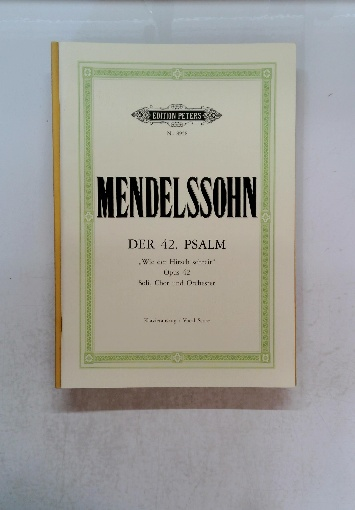 EDITION PETERS
MENDELSSOHN
DER 42. PSALM
„Wie der Hirsch schreit"
Opus 42
Soli, Chor und Orchester
Klavierauszug · Vocal Score